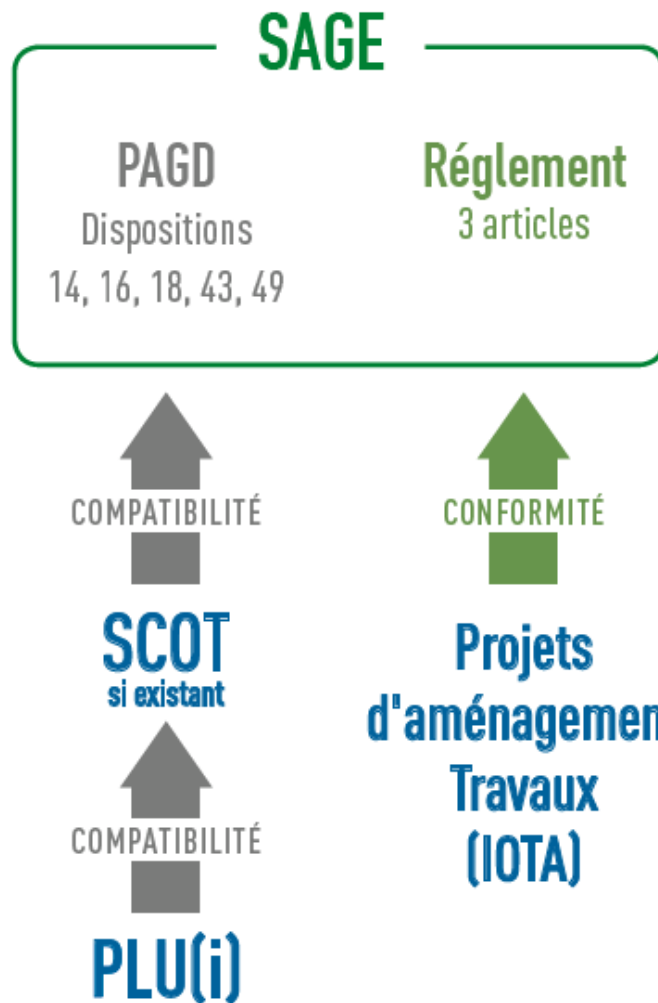 SAGE
PAGD
Dispositions
14, 16, 18, 43, 49
Réglement
3 articles
COMPATIBILITÉ
CONFORMITÉ
SCOT
si existant
Projets
d'aménagemen
Travaux
(IOTA)
COMPATIBILITÉ
PLU(i)